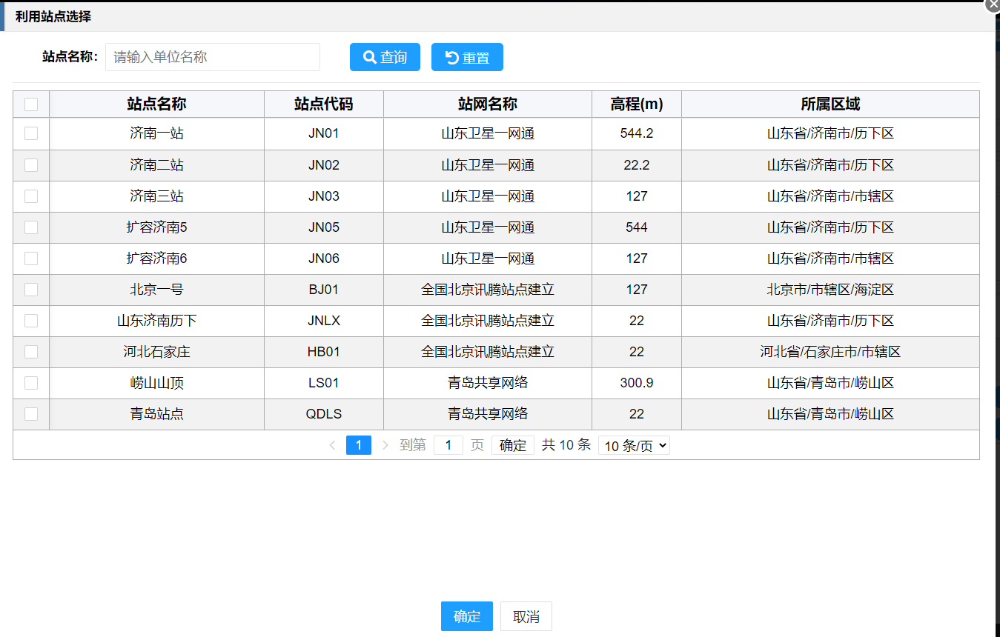 利用站点选择
站点名称： 请输入单位名称 查询 重置
站点名称 站点代码 站网名称 高程(m) 所属区域
济南一站 JN01 山东卫星一网通 544.2 山东省/济南市/历下区
济南二站 JN02 山东卫星一网通 22.2 山东省/济南市/历下区
济南三站 JN03 山东卫星一网通 127 山东省/济南市/市辖区
扩容济南5 JN05 山东卫星一网通 544 山东省/济南市/历下区
扩容济南6 JN06 山东卫星一网通 127 山东省/济南市/市辖区
北京一号 BJ01 全国北京讯腾站点建立 127 北京市/市辖区/海淀区
山东济南历下 JNLX 全国北京讯腾站点建立 22 山东省/济南市/历下区
河北石家庄 HB01 全国北京讯腾站点建立 22 河北省/石家庄市/市辖区
崂山山顶 LS01 青岛共享网络 300.9 山东省/青岛市/崂山区
青岛站点 QDLS 青岛共享网络 22 山东省/青岛市/崂山区
1 到第 1 页 确定 共 10 条 10 条/页
确定 取消